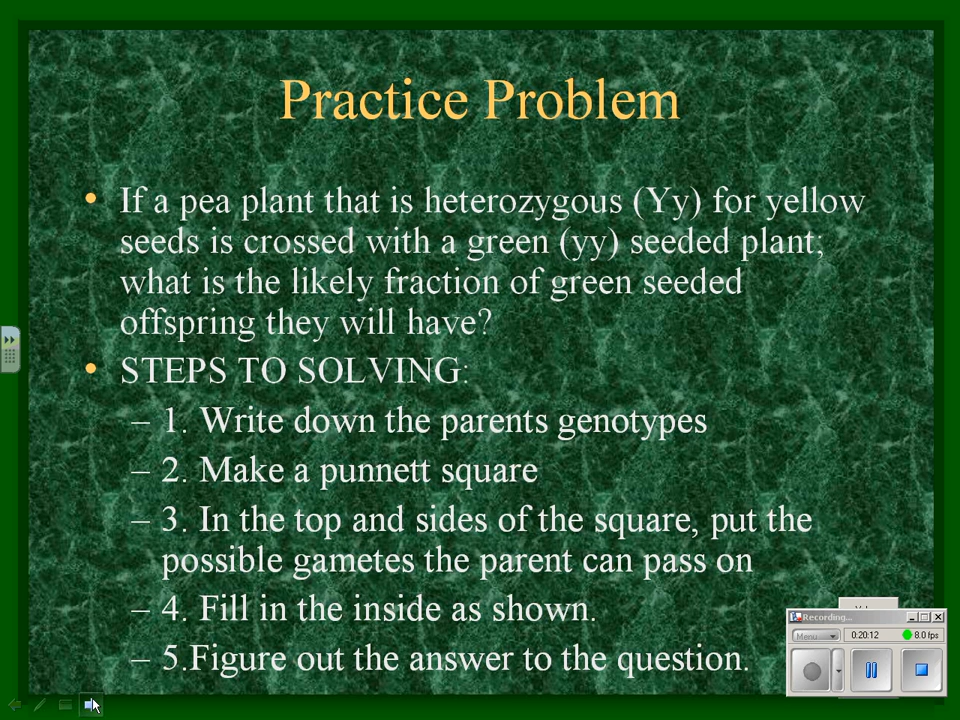 Practice Problem
• If a pea plant that is heterozygous (Yy) for yellow
seeds is crossed with a green (yy) seeded plant;
what is the likely fraction of green seeded
offspring they will have?
• STEPS TO SOLVING:
– 1. Write down the parents genotypes
– 2. Make a punnett square
– 3. In the top and sides of the square, put the
possible gametes the parent can pass on
– 4. Fill in the inside as shown.
– 5.Figure out the answer to the question.
Recording...
Menu 0:20:12 8.0 fps